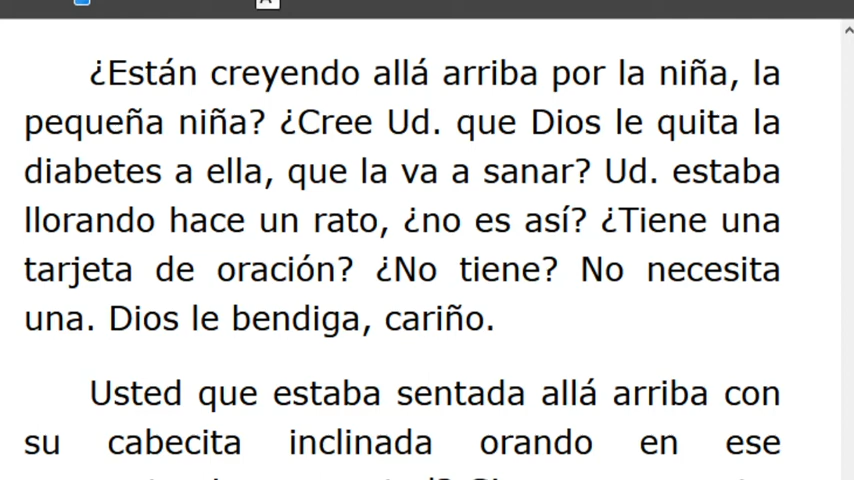 ¿Están creyendo allá arriba por la niña, la
pequeña niña? ¿Cree Ud. que Dios le quita la
diabetes a ella, que la va a sanar? Ud. estaba
llorando hace un rato, ¿no es así? ¿Tiene una
tarjeta de oración? ¿No tiene? No necesita
una. Dios le bendiga, cariño.
Usted que estaba sentada allá arriba con
su cabecita inclinada orando en ese